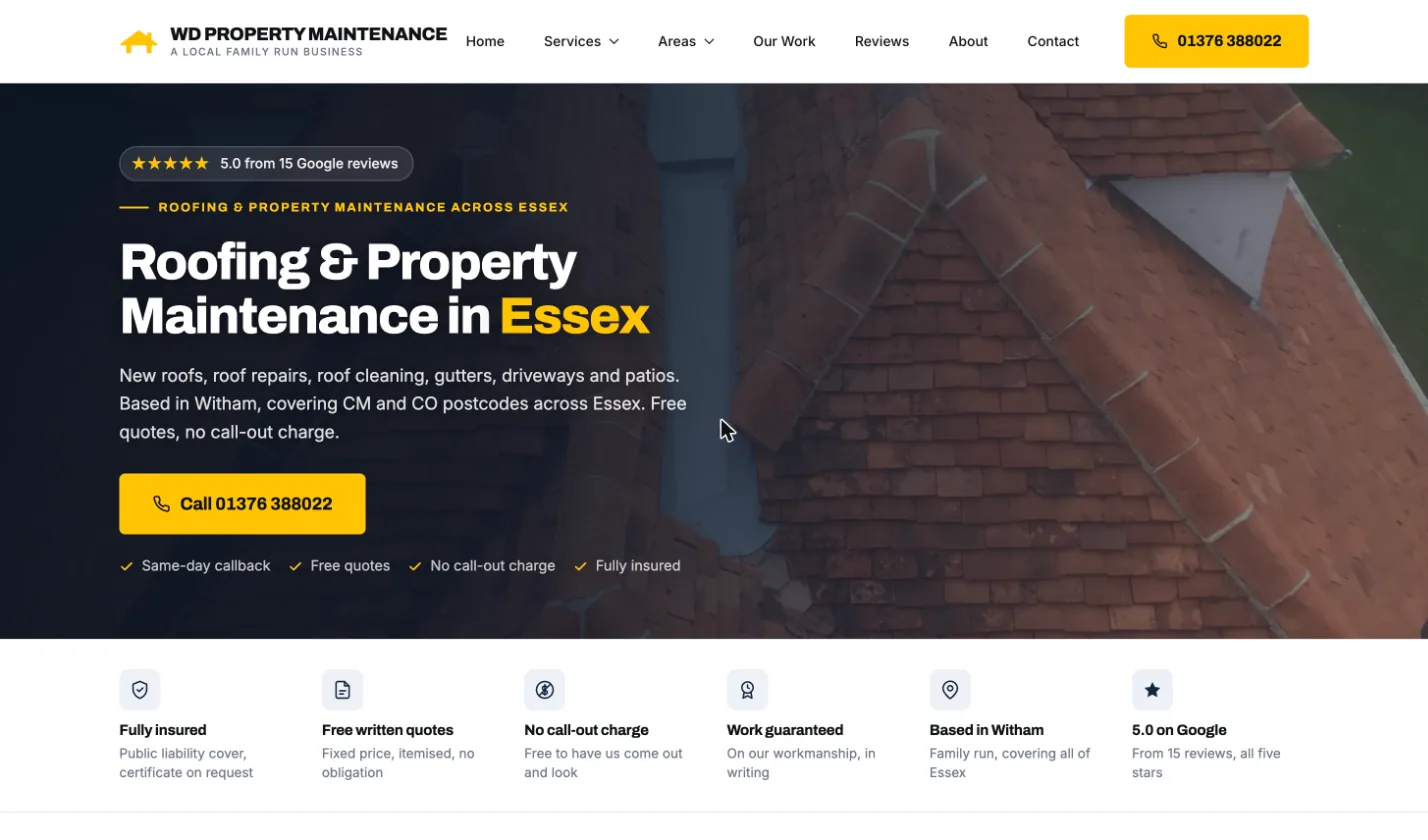 WD PROPERTY MAINTENANCE
A LOCAL FAMILY RUN BUSINESS
Home
Services
Areas
Our Work
Reviews
About
Contact
01376 388022
★★★★★ 5.0 from 15 Google reviews
ROOFING & PROPERTY MAINTENANCE ACROSS ESSEX
Roofing & Property
Maintenance in Essex
New roofs, roof repairs, roof cleaning, gutters, driveways and patios.
Based in Witham, covering CM and CO postcodes across Essex. Free
quotes, no call-out charge.
Call 01376 388022
Same-day callback
Free quotes
No call-out charge
Fully insured
Fully insured
Public liability cover,
certificate on request
Free written quotes
Fixed price, itemised, no
obligation
No call-out charge
Free to have us come out
and look
Work guaranteed
On our workmanship, in
writing
Based in Witham
Family run, covering all of
Essex
5.0 on Google
From 15 reviews, all five
stars